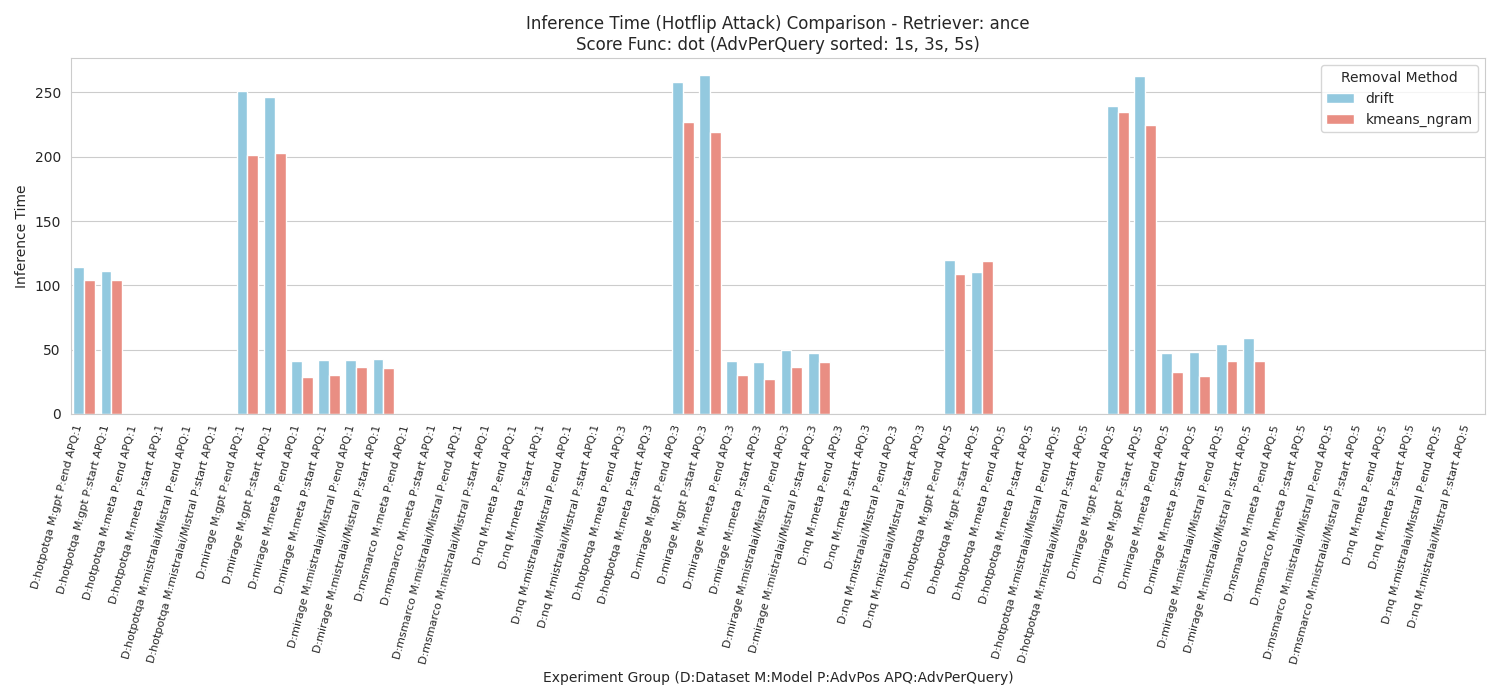 Inference Time (Hotflip Attack) Comparison - Retriever: ance
Score Func: dot (AdvPerQuery sorted: 1s, 3s, 5s)
Removal Method
drift
kmeans_ngram
Inference Time
250
200
150
100
50
0
D:hotpotqa M:gpt P:end APQ:1
D:hotpotqa M:gpt P:start APQ:1
D:hotpotqa M:meta P:end APQ:1
D:hotpotqa M:meta P:start APQ:1
D:hotpotqa M:mistralai/Mistral P:end APQ:1
D:hotpotqa M:mistralai/Mistral P:start APQ:1
D:mirage M:gpt P:end APQ:1
D:mirage M:gpt P:start APQ:1
D:mirage M:meta P:end APQ:1
D:mirage M:meta P:start APQ:1
D:mirage M:mistralai/Mistral P:end APQ:1
D:mirage M:mistralai/Mistral P:start APQ:1
D:msmarco M:meta P:end APQ:1
D:msmarco M:meta P:start APQ:1
D:msmarco M:mistralai/Mistral P:end APQ:1
D:msmarco M:mistralai/Mistral P:start APQ:1
D:nq M:meta P:end APQ:1
D:nq M:meta P:start APQ:1
D:nq M:mistralai/Mistral P:end APQ:1
D:nq M:mistralai/Mistral P:start APQ:1
D:hotpotqa M:meta P:end APQ:3
D:hotpotqa M:meta P:start APQ:3
D:mirage M:gpt P:end APQ:3
D:mirage M:gpt P:start APQ:3
D:mirage M:meta P:end APQ:3
D:mirage M:meta P:start APQ:3
D:mirage M:mistralai/Mistral P:end APQ:3
D:mirage M:mistralai/Mistral P:start APQ:3
D:nq M:meta P:end APQ:3
D:nq M:meta P:start APQ:3
D:nq M:mistralai/Mistral P:end APQ:3
D:nq M:mistralai/Mistral P:start APQ:3
D:hotpotqa M:gpt P:end APQ:5
D:hotpotqa M:gpt P:start APQ:5
D:hotpotqa M:meta P:end APQ:5
D:hotpotqa M:meta P:start APQ:5
D:hotpotqa M:mistralai/Mistral P:end APQ:5
D:hotpotqa M:mistralai/Mistral P:start APQ:5
D:mirage M:gpt P:end APQ:5
D:mirage M:gpt P:start APQ:5
D:mirage M:meta P:end APQ:5
D:mirage M:meta P:start APQ:5
D:mirage M:mistralai/Mistral P:end APQ:5
D:mirage M:mistralai/Mistral P:start APQ:5
D:msmarco M:meta P:end APQ:5
D:msmarco M:meta P:start APQ:5
D:msmarco M:mistralai/Mistral P:end APQ:5
D:msmarco M:mistralai/Mistral P:start APQ:5
D:nq M:meta P:end APQ:5
D:nq M:meta P:start APQ:5
D:nq M:mistralai/Mistral P:end APQ:5
D:nq M:mistralai/Mistral P:start APQ:5
Experiment Group (D:Dataset M:Model P:AdvPos APQ:AdvPerQuery)